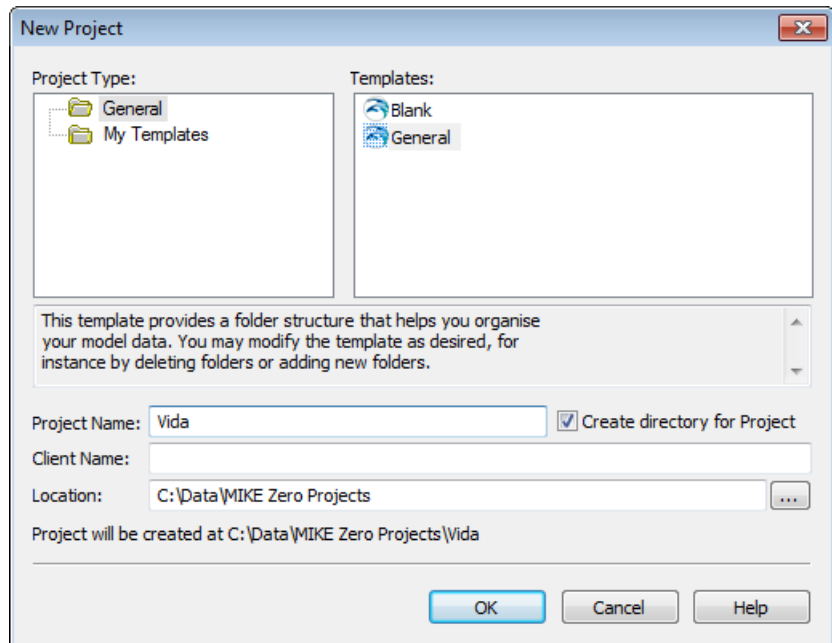 New Project
Project Type:
Templates:
General
My Templates
Blank
General
This template provides a folder structure that helps you organise
your model data. You may modify the template as desired, for
instance by deleting folders or adding new folders.
Project Name: Vida
Create directory for Project
Client Name:
Location: C:\Data\MIKE Zero Projects ...
Project will be created at C:\Data\MIKE Zero Projects\Vida
OK Cancel Help